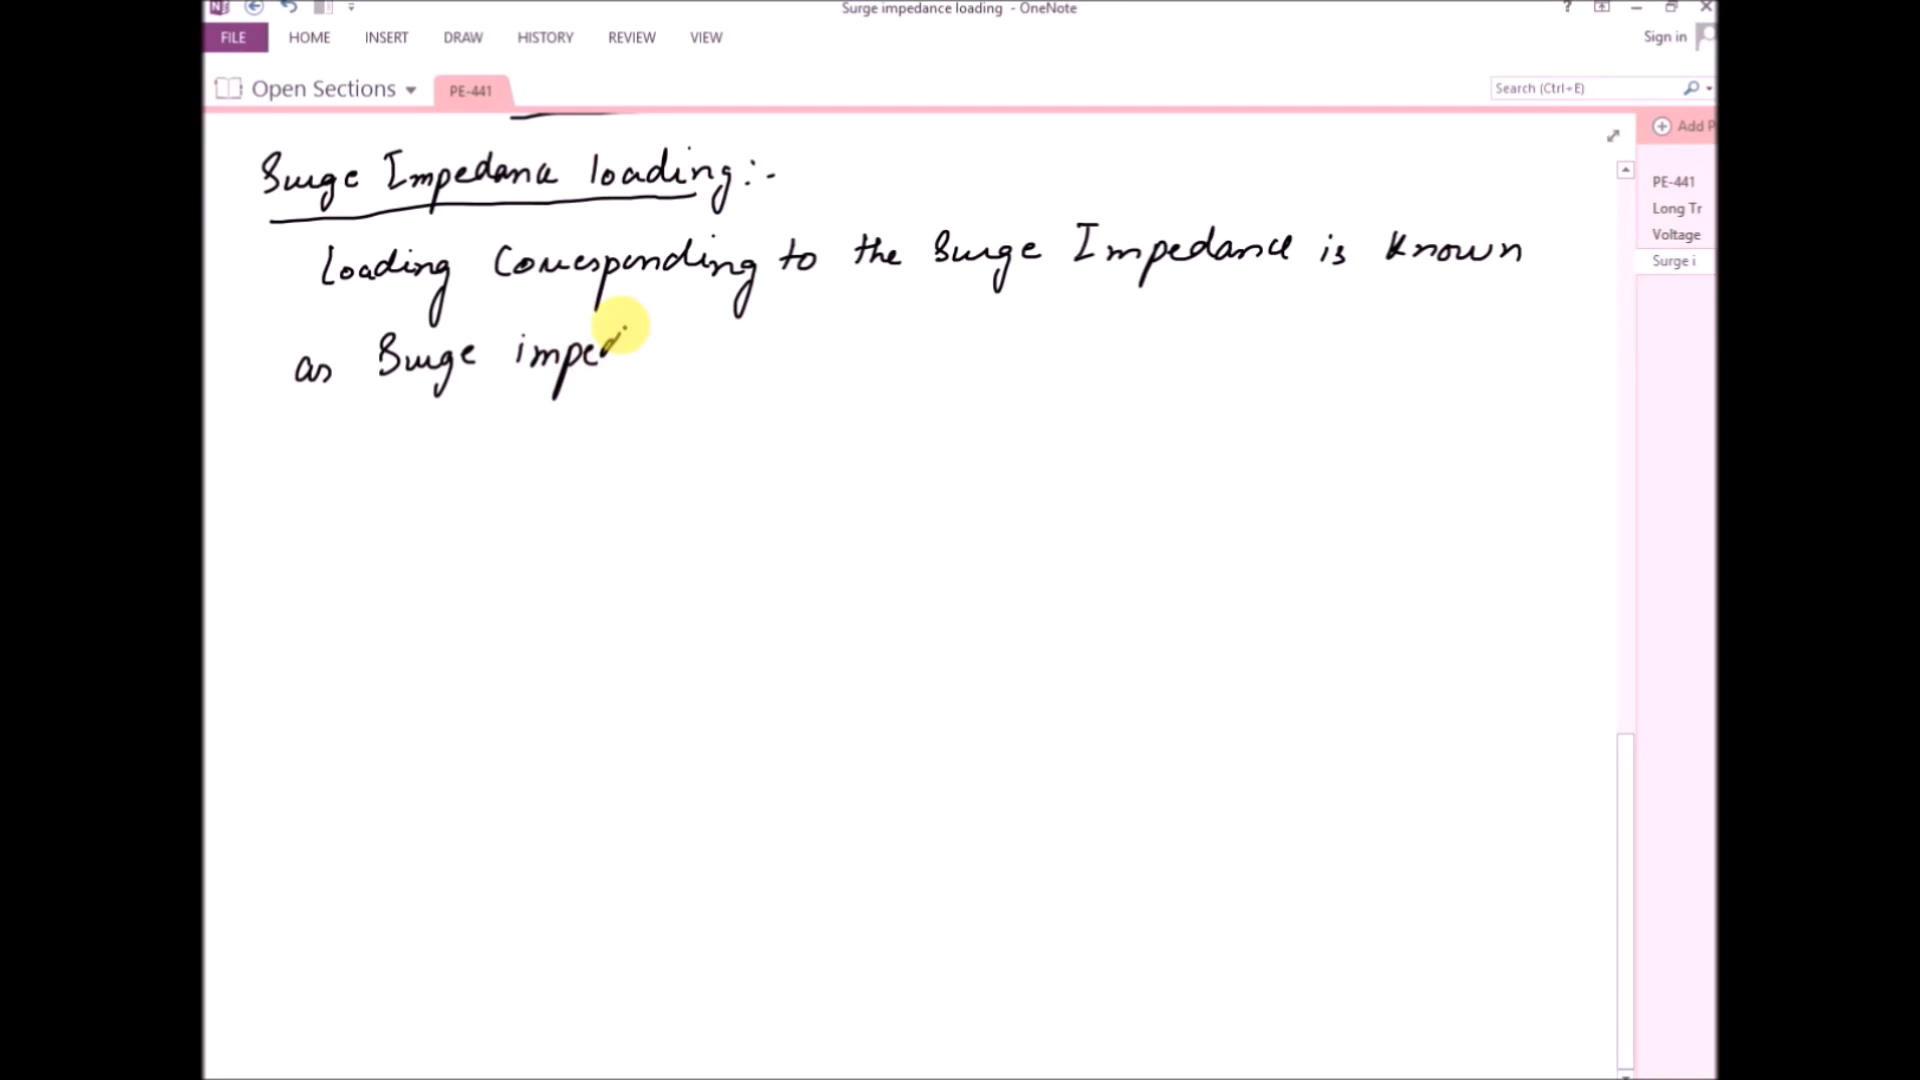 Surge impedance loading - OneNote
?
FILE HOME INSERT DRAW HISTORY REVIEW VIEW
Sign in
Open Sections PE-441
Search (Ctrl+E)
Add P
Surge Impedance loading:-
Loading Corresponding to the Surge Impedance is known
as Surge imped
PE-441
Long Tr
Voltage
Surge i